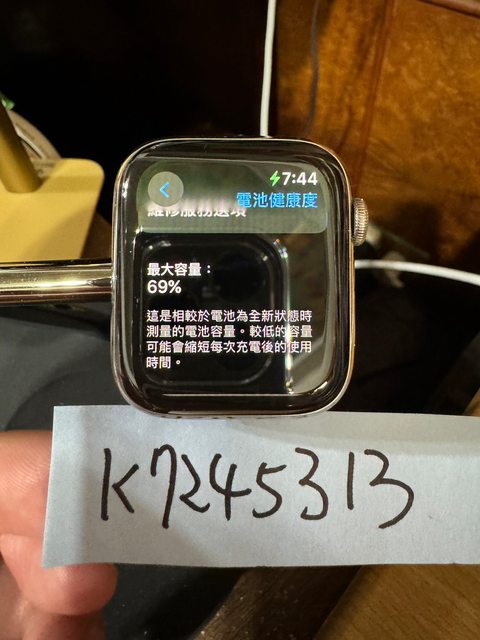 7:44
電池健康度
維修服務選項
最大容量：
69%
這是相較於電池為全新狀態時
測量的電池容量。較低的容量
可能會縮短每次充電後的使用
時間。
K7245313